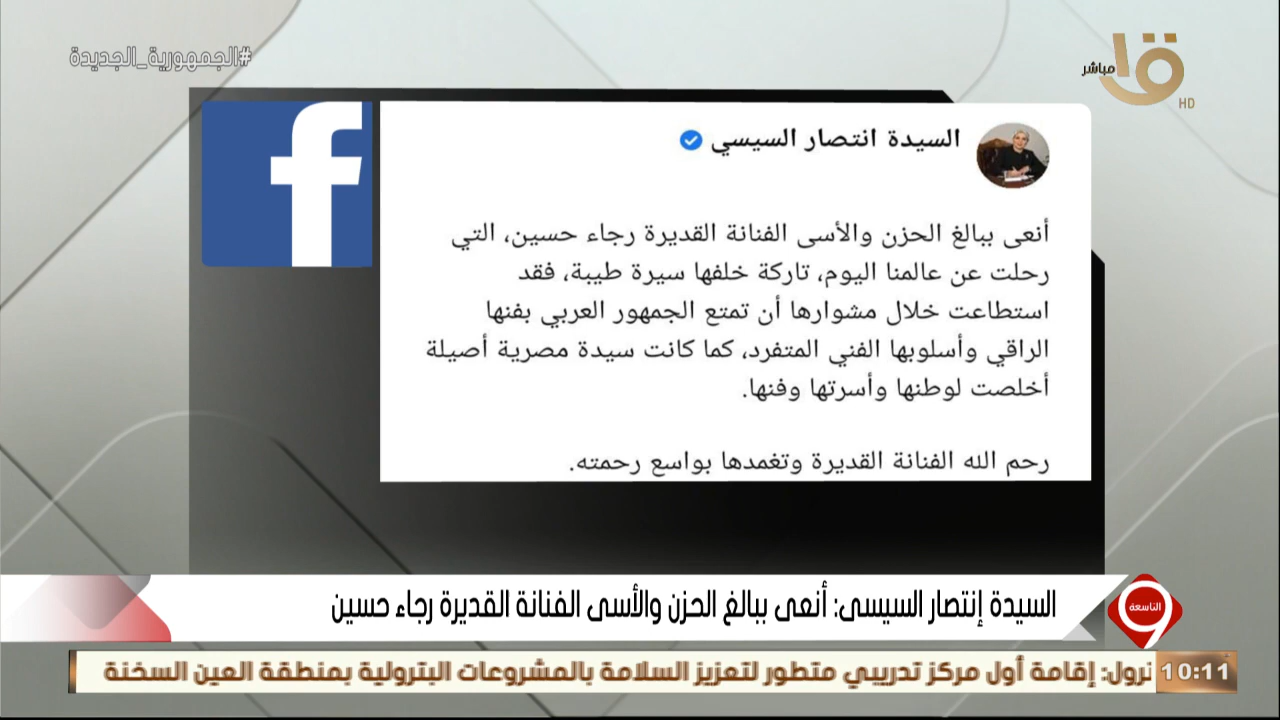 #الجمهورية_الجديدة
مباشر
HD
السيدة انتصار السيسي
أنعى ببالغ الحزن والأسى الفنانة القديرة رجاء حسين، التي
رحلت عن عالمنا اليوم، تاركة خلفها سيرة طيبة، فقد
استطاعت خلال مشوارها أن تمتع الجمهور العربي بفنها
الراقي وأسلوبها الفني المتفرد، كما كانت سيدة مصرية أصيلة
أخلصت لوطنها وأسرتها وفنها.
رحم الله الفنانة القديرة وتغمدها بواسع رحمته.
السيدة إنتصار السيسى: أنعى ببالغ الحزن والأسى الفنانة القديرة رجاء حسين
التاسعة
9
10:11
نرول: إقامة أول مركز تدريبي متطور لتعزيز السلامة بالمشروعات البترولية بمنطقة العين السخنة